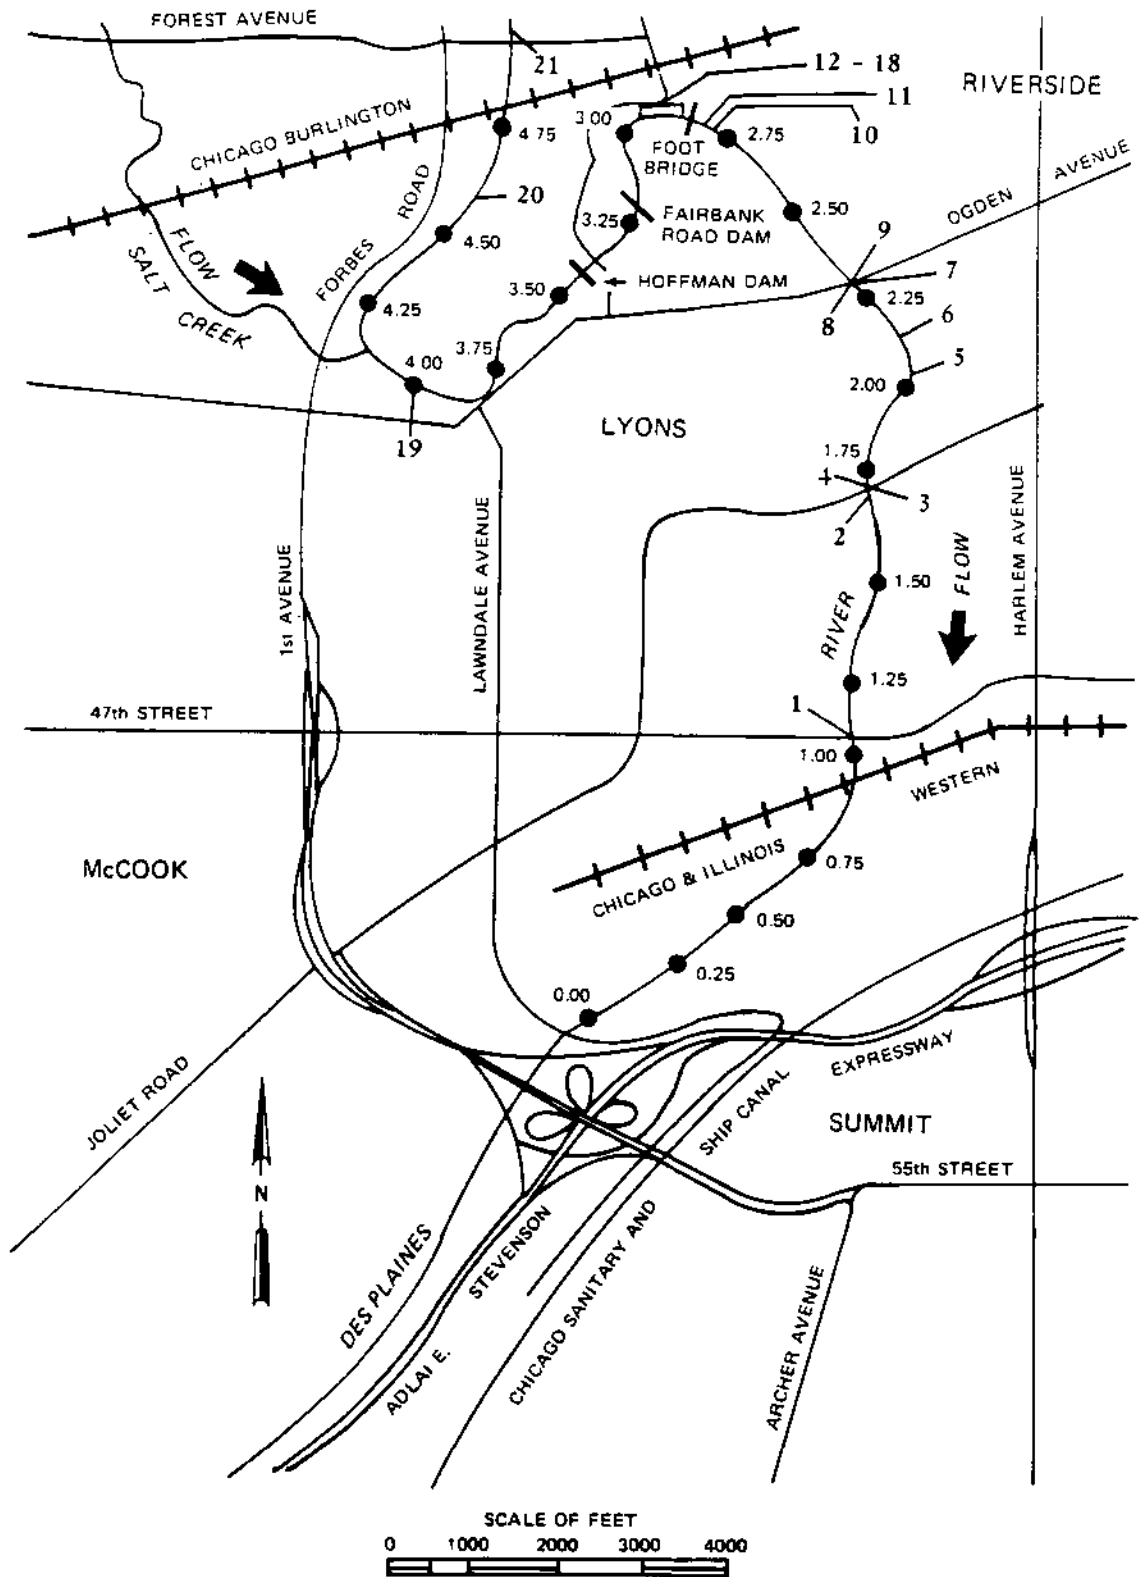 FOREST AVENUE
21
12 - 18
RIVERSIDE
11
10
CHICAGO BURLINGTON
4.75
3.00
FOOT
BRIDGE
2.75
ROAD
20
2.50
OGDEN AVENUE
FLOW
SALT
CREEK
FORBES
4.50
3.25
FAIRBANK
ROAD DAM
9
7
HOFFMAN DAM
3.50
4.25
8
2.25
6
3.75
4.00
5
2.00
LYONS
19
1.75
4
3
2
1st AVENUE
LAWNDALE AVENUE
HARLEM AVENUE
FLOW
1.50
RIVER
1.25
47th STREET
1
1.00
WESTERN
McCOOK
CHICAGO & ILLINOIS
0.75
0.50
0.25
0.00
EXPRESSWAY
JOLIET ROAD
SHIP CANAL
SUMMIT
N
55th STREET
DES PLAINES
STEVENSON
CHICAGO SANITARY AND
ADLAI E.
ARCHER AVENUE
SCALE OF FEET
0 1000 2000 3000 4000